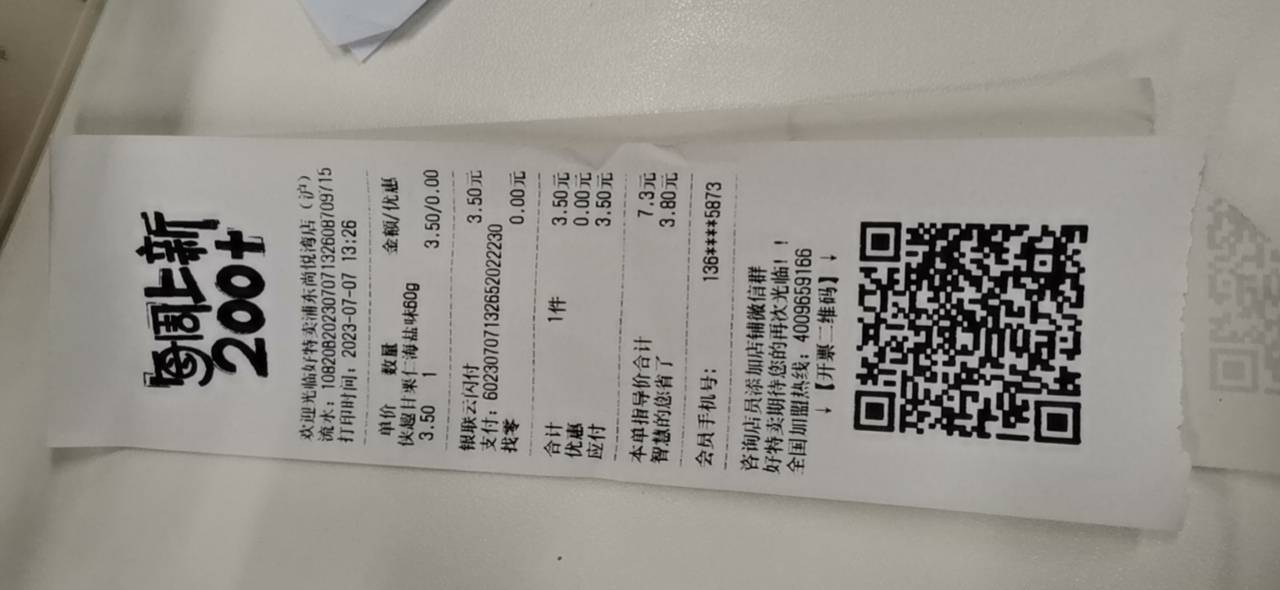 每周上新
200+
欢迎光临好特卖浦东尚悦湾店（沪）
流水：10820820230707132608709715
打印时间：2023-07-07 13:26
单价 数量 金额/优惠
侠趣甘栗仁海盐味60g
3.50 1 3.50/0.00
银联云闪付 3.50元
支付：6023070713265202230
找零 0.00元
合计 1件 3.50元
优惠 0.00元
应付 3.50元
本单指导价合计 7.3元
智慧的您省了 3.80元
会员手机号： 136****5873
咨询店员添加店铺微信群
好特卖期待您的再次光临！！
全国加盟热线：4009659166
↓【开票二维码】↓